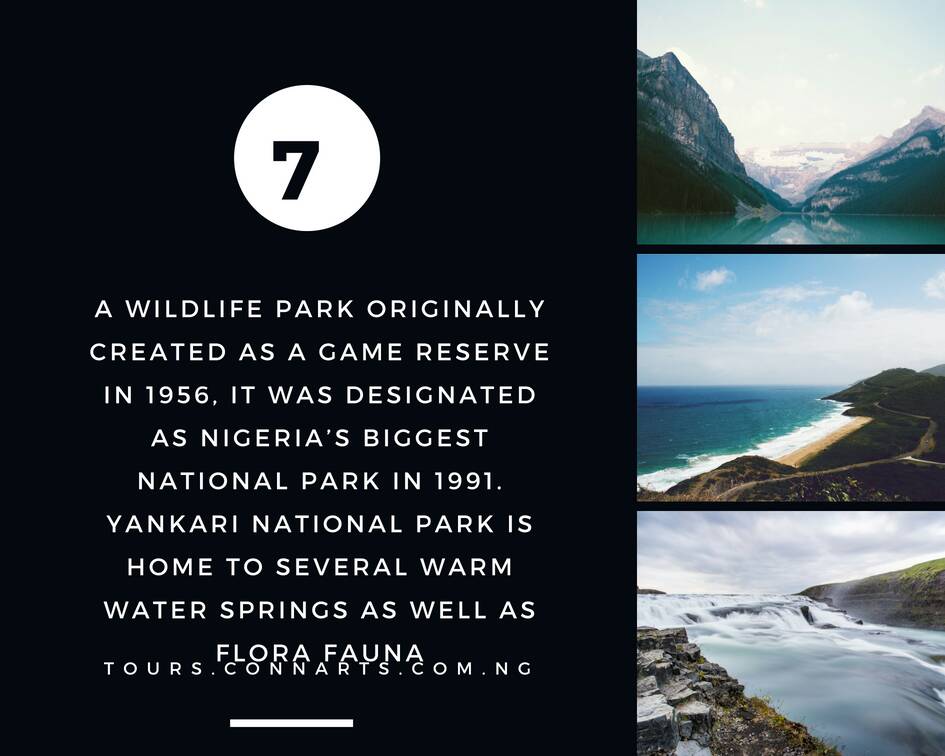 7
A WILDLIFE PARK ORIGINALLY
CREATED AS A GAME RESERVE
IN 1956, IT WAS DESIGNATED
AS NIGERIA’S BIGGEST
NATIONAL PARK IN 1991.
YANKARI NATIONAL PARK IS
HOME TO SEVERAL WARM
WATER SPRINGS AS WELL AS
FLORA FAUNA
TOURS.CONNARTS.COM.NG